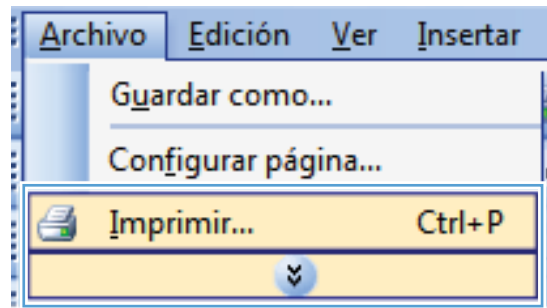 Archivo Edición Ver Insertar
Guardar como...
Configurar página...
Imprimir... Ctrl+P